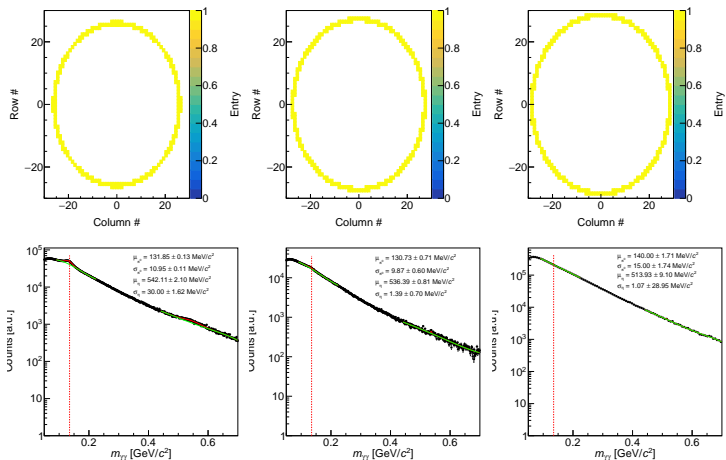 20
0
−20
Row #
−20
0
20
Column #
1
0.8
0.6
0.4
0.2
0
Entry
20
0
−20
Row #
−20
0
20
Column #
1
0.8
0.6
0.4
0.2
0
Entry
20
0
−20
Row #
−20
0
20
Column #
1
0.8
0.6
0.4
0.2
0
Entry
10⁵
10⁴
10³
10²
10
1
Counts [a.u.]
μπ⁰ = 131.85 ± 0.13 MeV/c²
σπ⁰ = 10.95 ± 0.11 MeV/c²
μη = 542.11 ± 2.10 MeV/c²
ση = 30.00 ± 1.62 MeV/c²
0.2
0.4
0.6
mγγ [GeV/c²]
10⁴
10³
10²
10
1
Counts [a.u.]
μπ⁰ = 130.73 ± 0.71 MeV/c²
σπ⁰ = 9.87 ± 0.60 MeV/c²
μη = 536.39 ± 0.81 MeV/c²
ση = 1.39 ± 0.70 MeV/c²
0.2
0.4
0.6
mγγ [GeV/c²]
10⁵
10⁴
10³
10²
10
1
Counts [a.u.]
μπ⁰ = 140.00 ± 1.71 MeV/c²
σπ⁰ = 15.00 ± 1.74 MeV/c²
μη = 513.93 ± 9.10 MeV/c²
ση = 1.07 ± 28.95 MeV/c²
0.2
0.4
0.6
mγγ [GeV/c²]